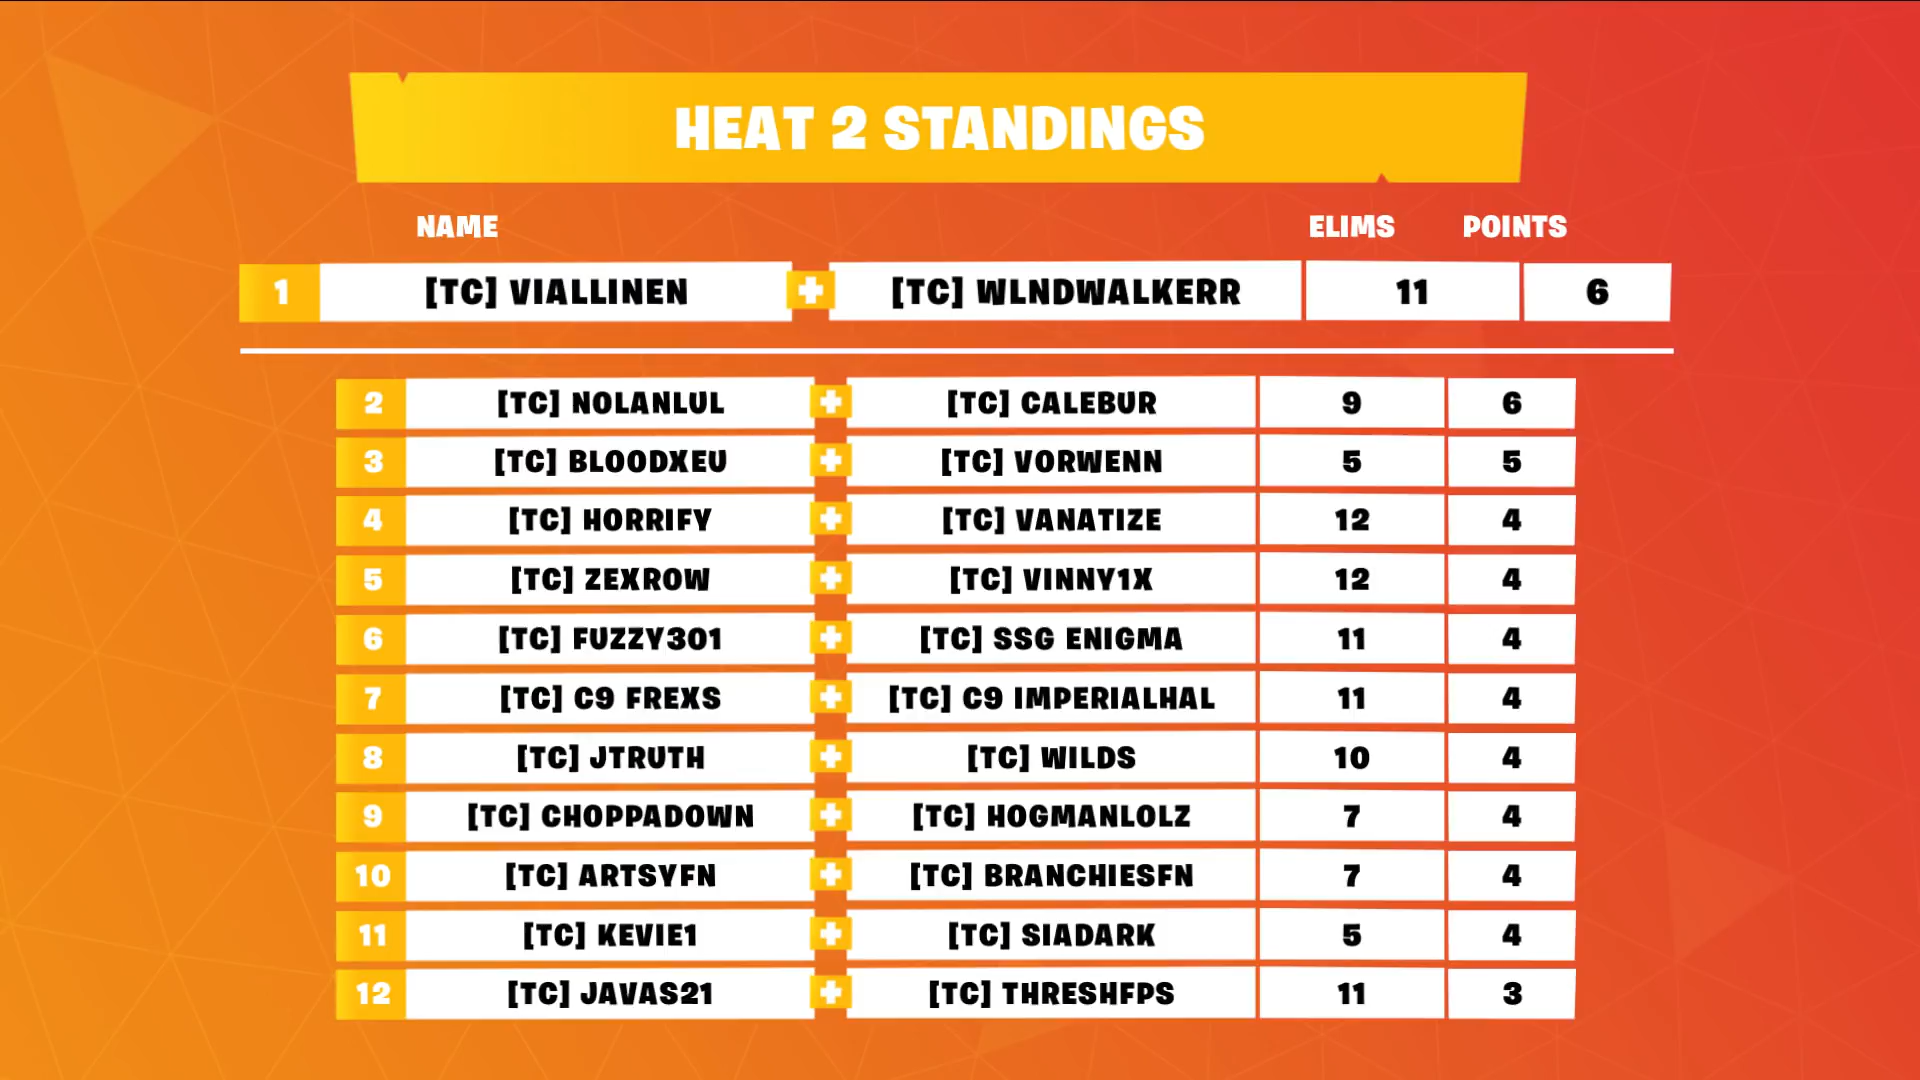 HEAT 2 STANDINGS
NAME ELIMS POINTS
1 [TC] VIALLINEN + [TC] WLNDWALKERR 11 6
2 [TC] NOLANLUL + [TC] CALEBUR 9 6
3 [TC] BLOODXEU + [TC] VORWENN 5 5
4 [TC] HORRIFY + [TC] VANATIZE 12 4
5 [TC] ZEXROW + [TC] VINNY1X 12 4
6 [TC] FUZZY301 + [TC] SSG ENIGMA 11 4
7 [TC] C9 FREXS + [TC] C9 IMPERIALHAL 11 4
8 [TC] JTRUTH + [TC] WILDS 10 4
9 [TC] CHOPPADOWN + [TC] HOGMANLOLZ 7 4
10 [TC] ARTSYFN + [TC] BRANCHIESFN 7 4
11 [TC] KEVIE1 + [TC] SIADARK 5 4
12 [TC] JAVAS21 + [TC] THRESHFPS 11 3